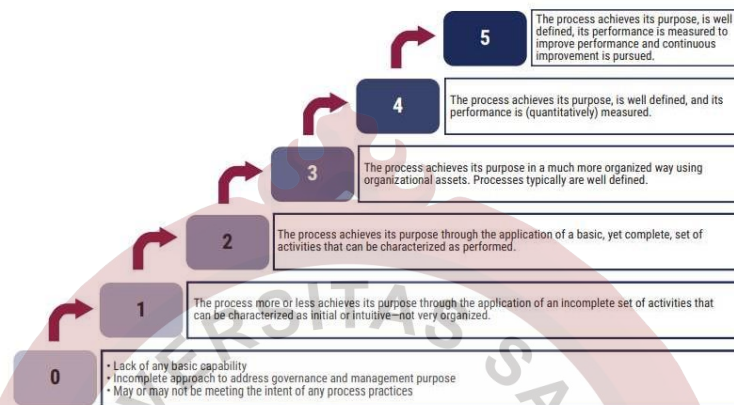 5
The process achieves its purpose, is well
defined, its performance is measured to
improve performance and continuous
improvement is pursued.
4
The process achieves its purpose, is well defined, and its
performance is (quantitatively) measured.
3
The process achieves its purpose in a much more organized way using
organizational assets. Processes typically are well defined.
2
The process achieves its purpose through the application of a basic, yet complete, set of
activities that can be characterized as performed.
1
The process more or less achieves its purpose through the application of an incomplete set of activities that
can be characterized as initial or intuitive—not very organized.
0
• Lack of any basic capability
• Incomplete approach to address governance and management purpose
• May or may not be meeting the intent of any process practices
VERSITAS SA